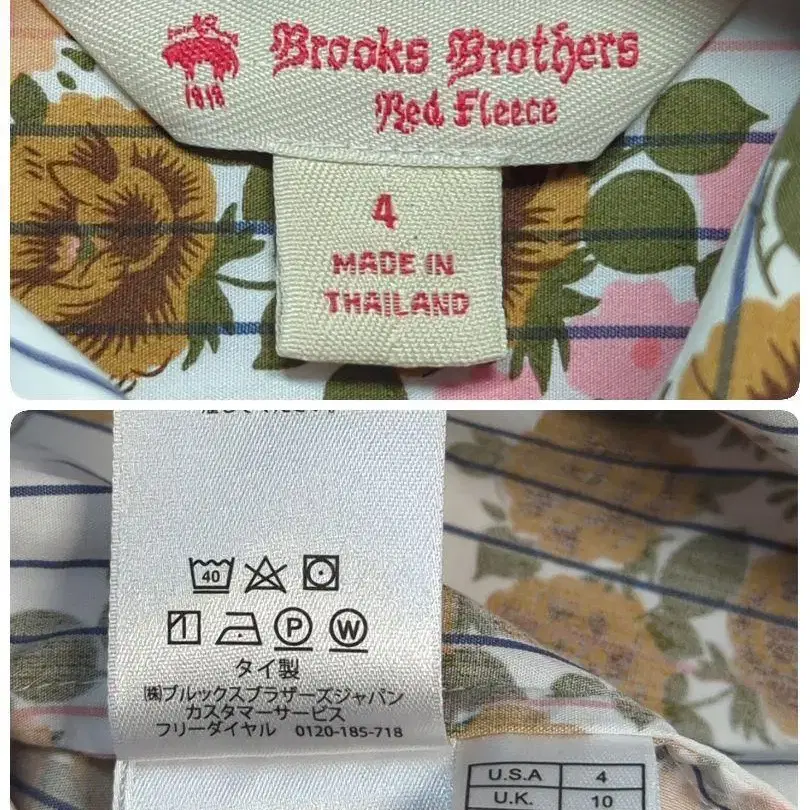 1818
Brooks Brothers
Red Fleece
4
MADE IN
THAILAND
40
1
P
W
タイ製
㈱ブルックスブラザーズジャパン
カスタマーサービス
フリーダイヤル 0120-185-718
U.S.A 4
U.K. 10